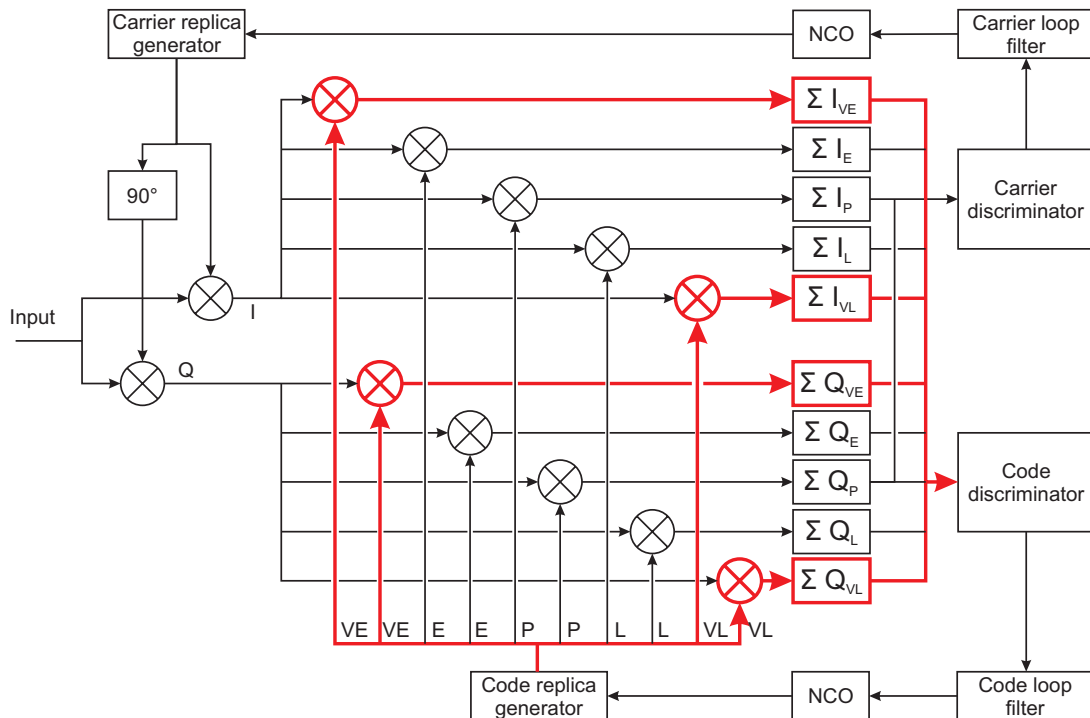 Carrier replica
generator
NCO
Carrier loop
filter
Σ I_VE
Σ I_E
90°
Σ I_P
Carrier
discriminator
Σ I_L
Σ I_VL
Input
I
Q
Σ Q_VE
Σ Q_E
Code
discriminator
Σ Q_P
Σ Q_L
Σ Q_VL
VE VE E E P P L L VL VL
Code replica
generator
NCO
Code loop
filter